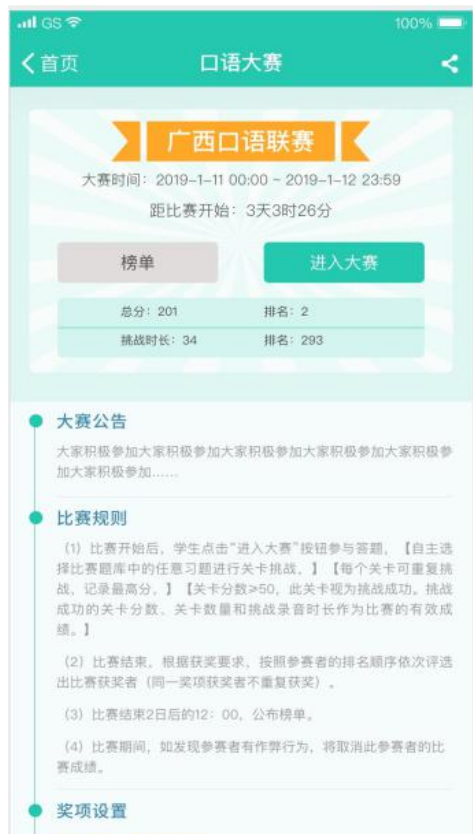 GS 100%
首页 口语大赛
广西口语联赛
大赛时间：2019-1-11 00:00 ~ 2019-1-12 23:59
距比赛开始：3天3时26分
榜单 进入大赛
总分：201 排名：2
挑战时长：34 排名：293
大赛公告
大家积极参加大家积极参加大家积极参加大家积极参加大家积极参
加大家积极参加……
比赛规则
（1）比赛开始后，学生点击“进入大赛”按钮参与答题，【自主选
择比赛题库中的任意习题进行关卡挑战，】【每个关卡可重复挑
战，记录最高分，】【关卡分数≥50，此关卡视为挑战成功。挑战
成功的关卡分数、关卡数量和挑战录音时长作为比赛的有效成
绩。】
（2）比赛结束，根据获奖要求，按照参赛者的排名顺序依次评选
出比赛获奖者（同一奖项获奖者不重复获奖）。
（3）比赛结束2日后的12：00，公布榜单。
（4）比赛期间，如发现参赛者有作弊行为，将取消此参赛者的比
赛成绩。
奖项设置